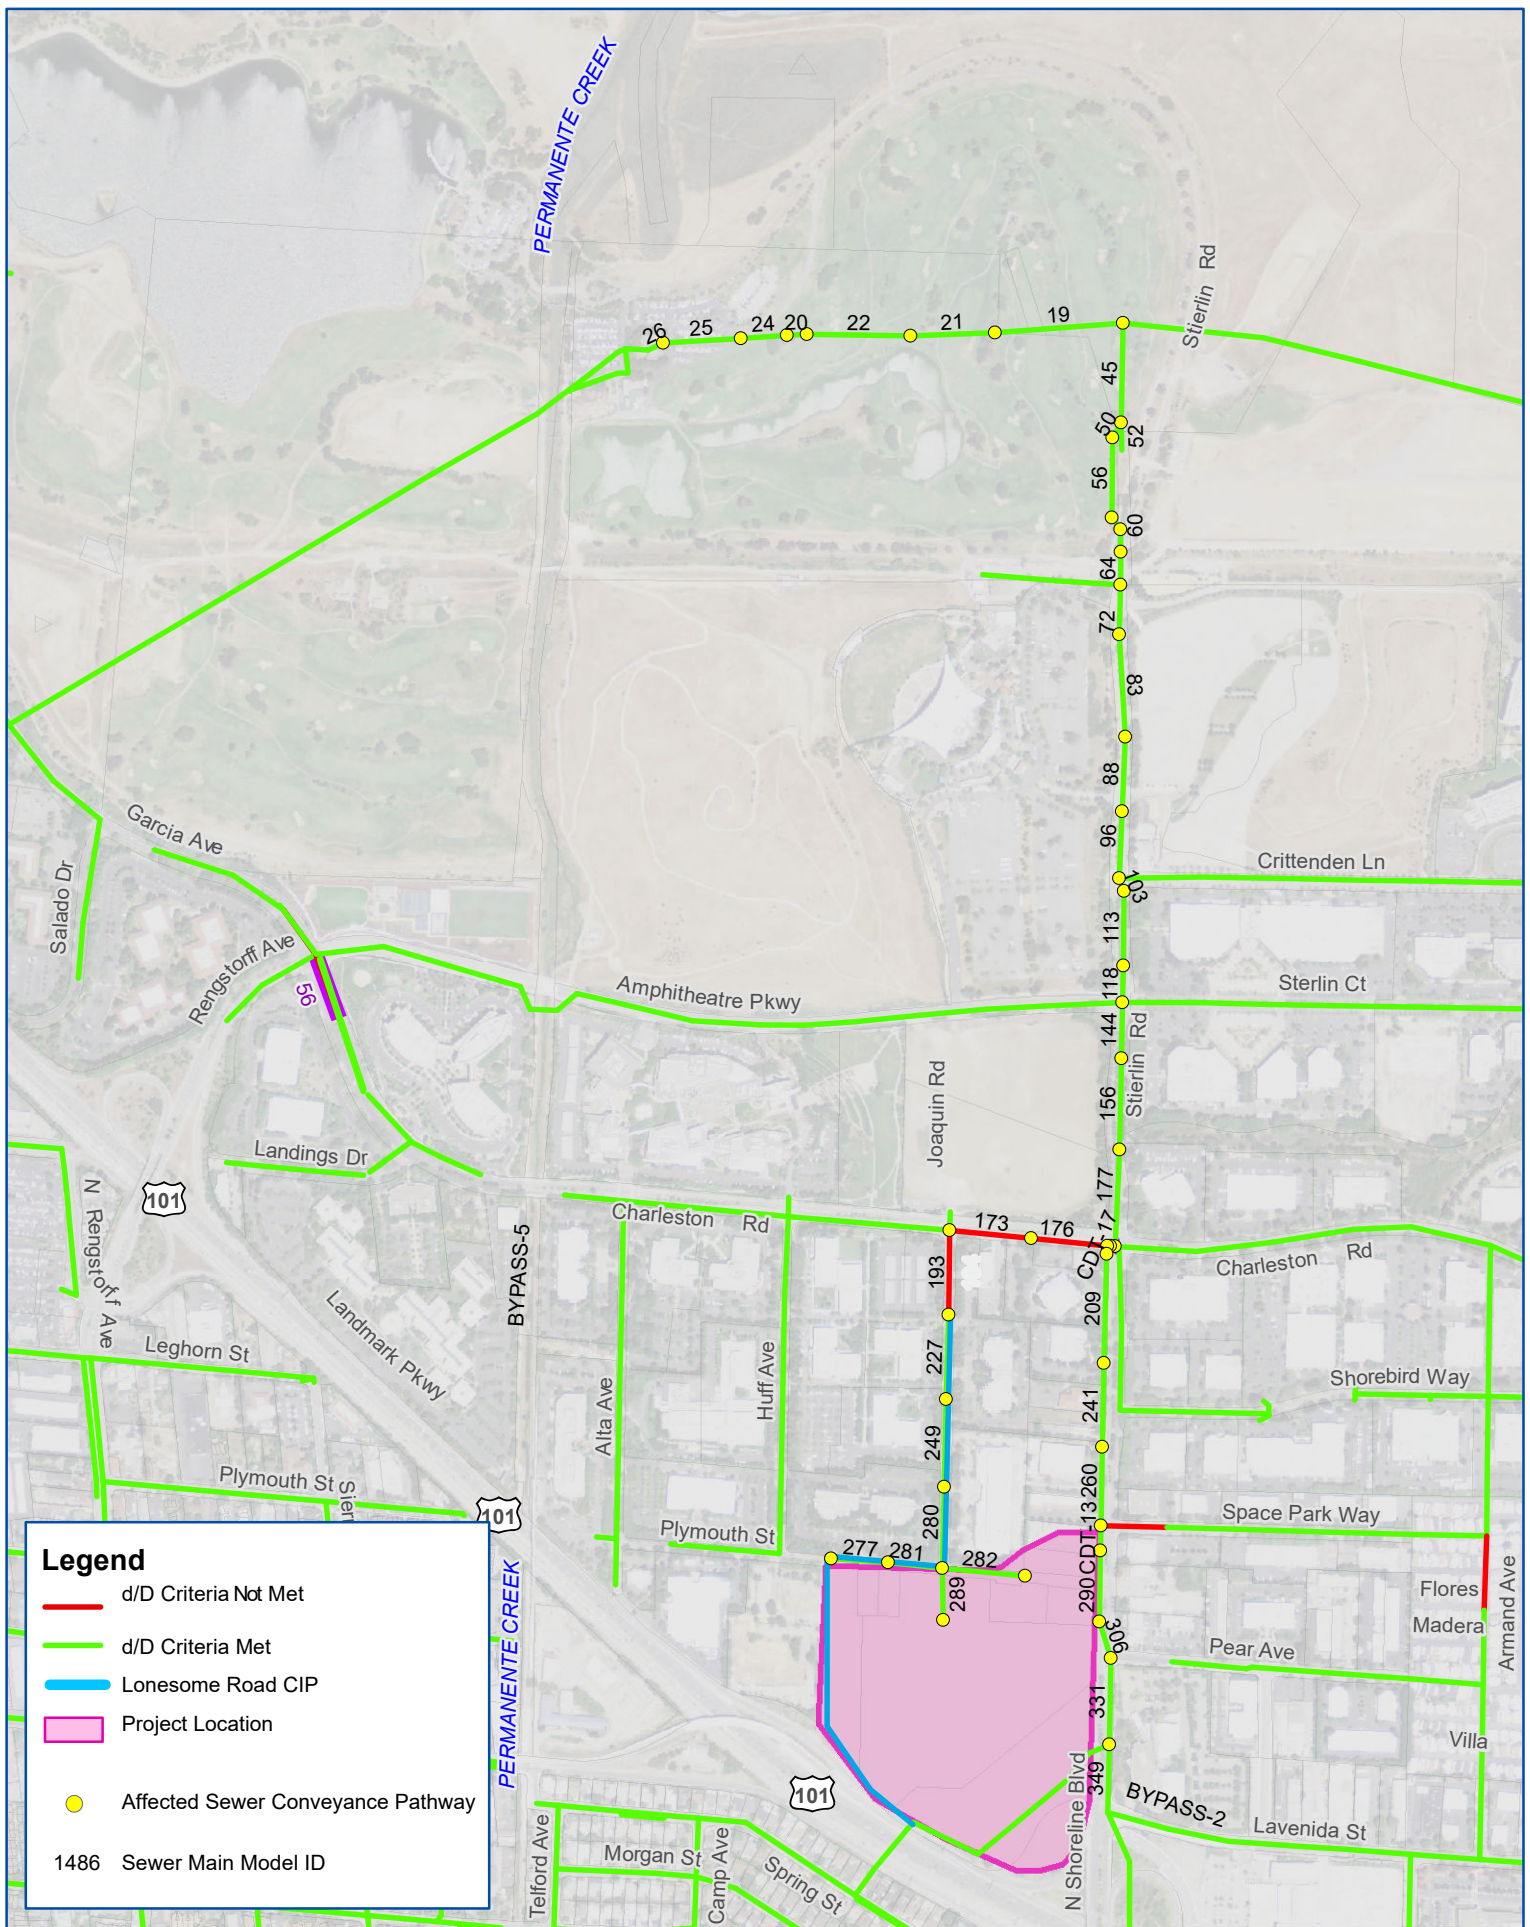 PERMANENTE CREEK
Stierlin Rd
26
25
24
20
22
21
19
45
50
52
56
60
64
72
83
88
96
Crittenden Ln
103
113
118
Sterlin Ct
144
Stierlin Rd
156
177
Garcia Ave
Salado Dr
Rengstorff Ave
56
Amphitheatre Pkwy
Joaquin Rd
Landings Dr
101
N Rengstorff Ave
Charleston Rd
BYPASS-5
173
176
CDT-17
Charleston Rd
193
209
Landmark Pkwy
Leghorn St
Huff Ave
Alta Ave
227
241
Shorebird Way
249
260
Plymouth St
Sierr
101
Plymouth St
280
CDT-13
Space Park Way
277
281
282
289
290
306
Flores
Madera
Armand Ave
Pear Ave
331
Villa
349
N Shoreline Blvd
BYPASS-2
Lavenida St
101
PERMANENTE CREEK
Telford Ave
Morgan St
Camp Ave
Spring St
Legend
d/D Criteria Not Met
d/D Criteria Met
Lonesome Road CIP
Project Location
Affected Sewer Conveyance Pathway
1486 Sewer Main Model ID